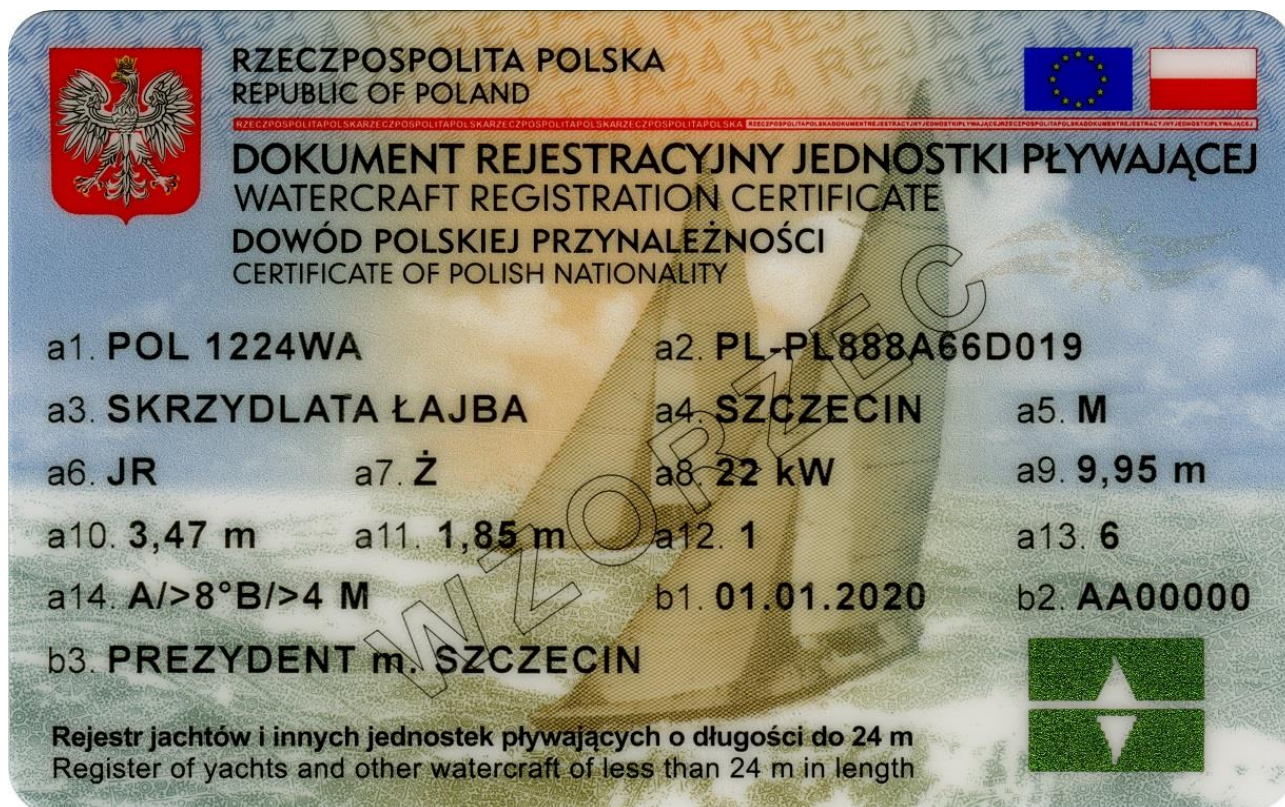 RZECZPOSPOLITA POLSKA
REPUBLIC OF POLAND
RZECZPOSPOLITAPOLSKARZECZPOSPOLITAPOLSKARZECZPOSPOLITAPOLSKARZECZPOSPOLITAPOLSKA RZECZPOSPOLITAPOLSKADOKUMENTREJESTRACYJNYJEDNOSTKIPŁYWAJĄCEJ
DOKUMENT REJESTRACYJNY JEDNOSTKI PŁYWAJĄCEJ
WATERCRAFT REGISTRATION CERTIFICATE
DOWÓD POLSKIEJ PRZYNALEŻNOŚCI
CERTIFICATE OF POLISH NATIONALITY
a1. POL 1224WA a2. PL-PL888A66D019
a3. SKRZYDLATA ŁAJBA a4. SZCZECIN a5. M
a6. JR a7. Ż a8. 22 kW a9. 9,95 m
a10. 3,47 m a11. 1,85 m a12. 1 a13. 6
a14. A/>8°B/>4 M b1. 01.01.2020 b2. AA00000
b3. PREZYDENT m. SZCZECIN
WZORZEC
Rejestr jachtów i innych jednostek pływających o długości do 24 m
Register of yachts and other watercraft of less than 24 m in length